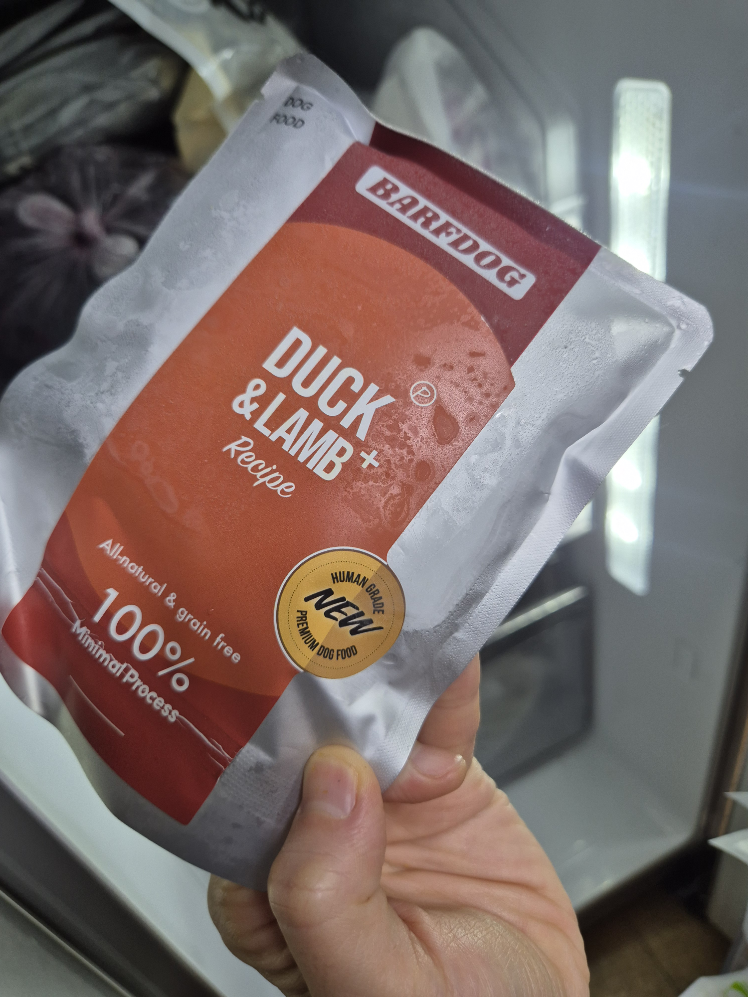 DOG
FOOD
BARFDOG
DUCK
&LAMB+
P
Recipe
All-natural & grain free
100%
Minimal Process
HUMAN GRADE
NEW
PREMIUM DOG FOOD